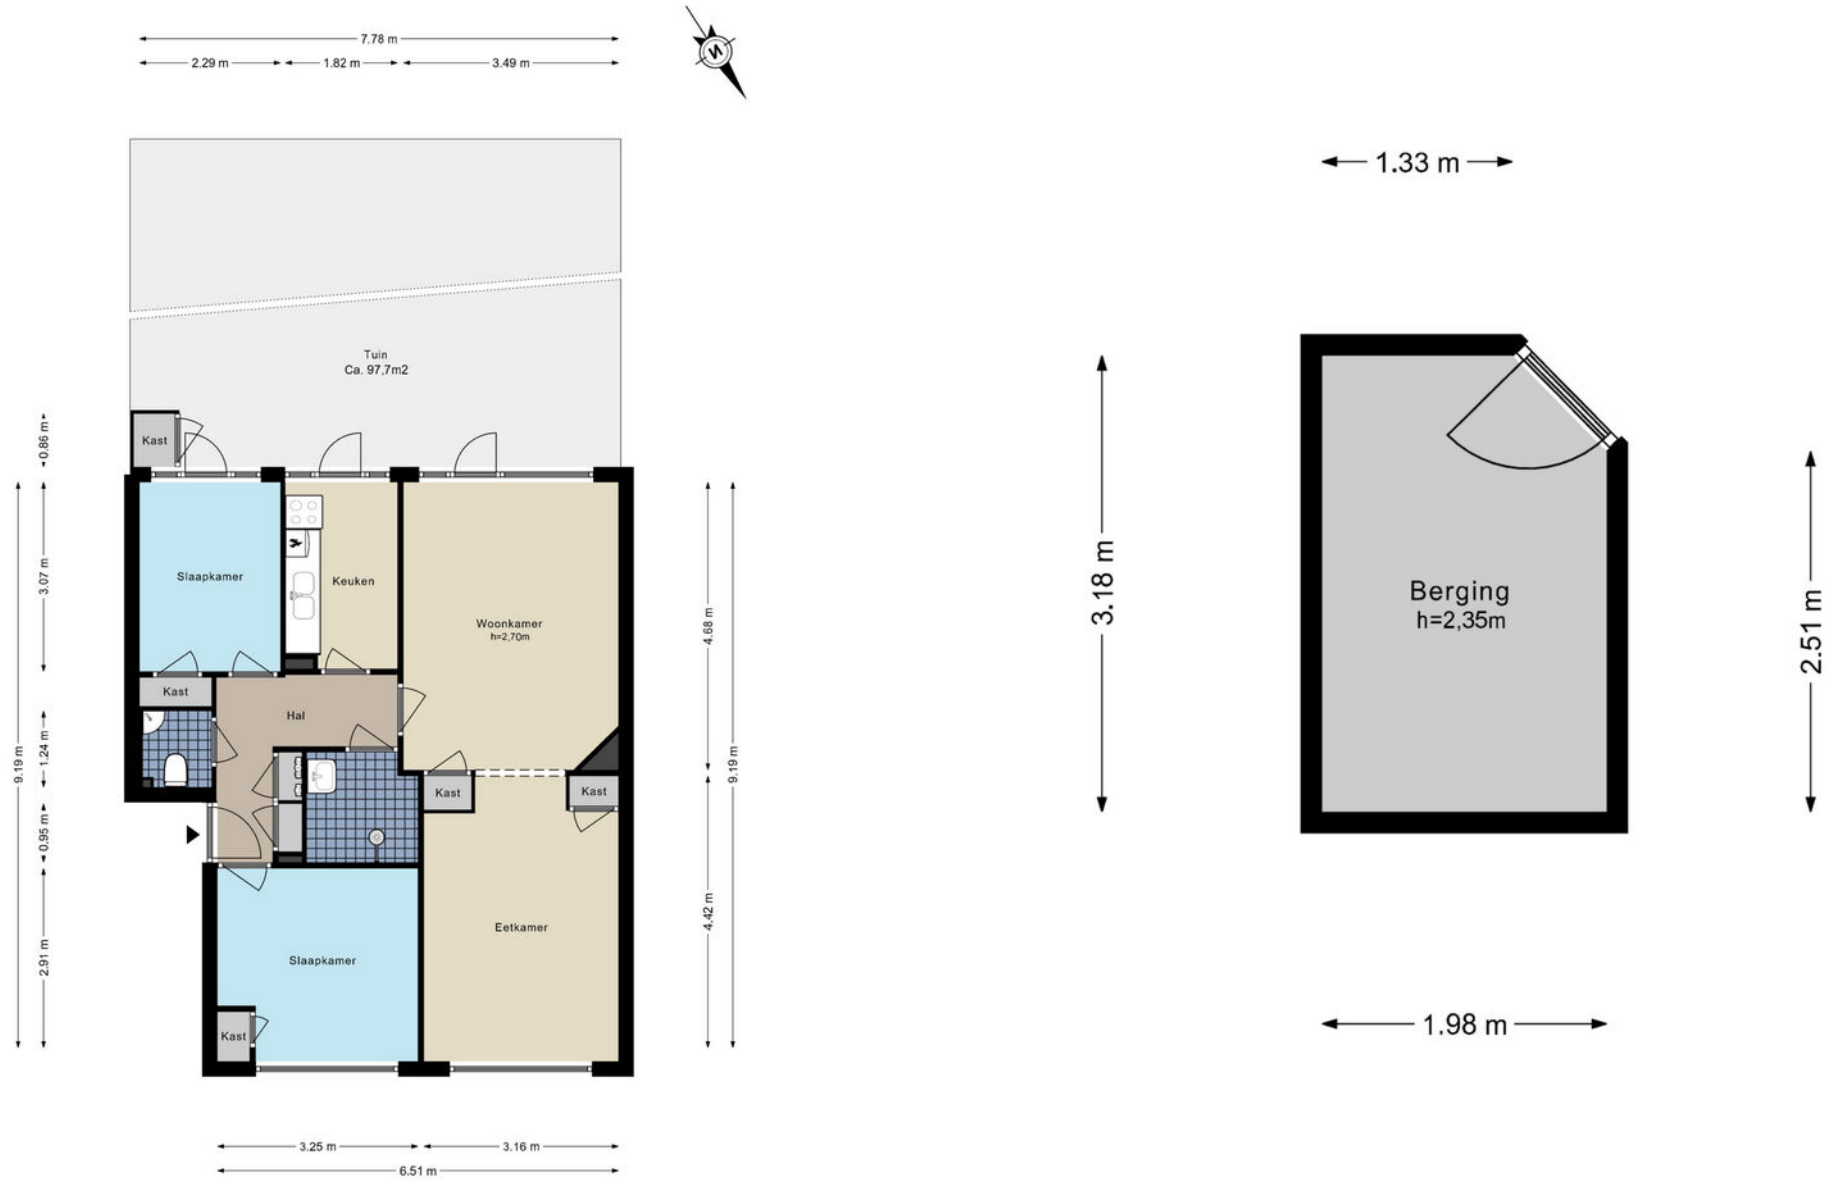 7.78 m
2.29 m
1.82 m
3.49 m
N
1.33 m
Tuin
Ca. 97,7m2
0.86 m
Kast
3.07 m
Slaapkamer
Keuken
Woonkamer
h=2,70m
4.68 m
3.18 m
Berging
h=2,35m
2.51 m
Kast
Hal
1.24 m
9.19 m
9.19 m
Kast
Kast
0.95 m
4.42 m
Eetkamer
2.91 m
Slaapkamer
Kast
1.98 m
3.25 m
3.16 m
6.51 m